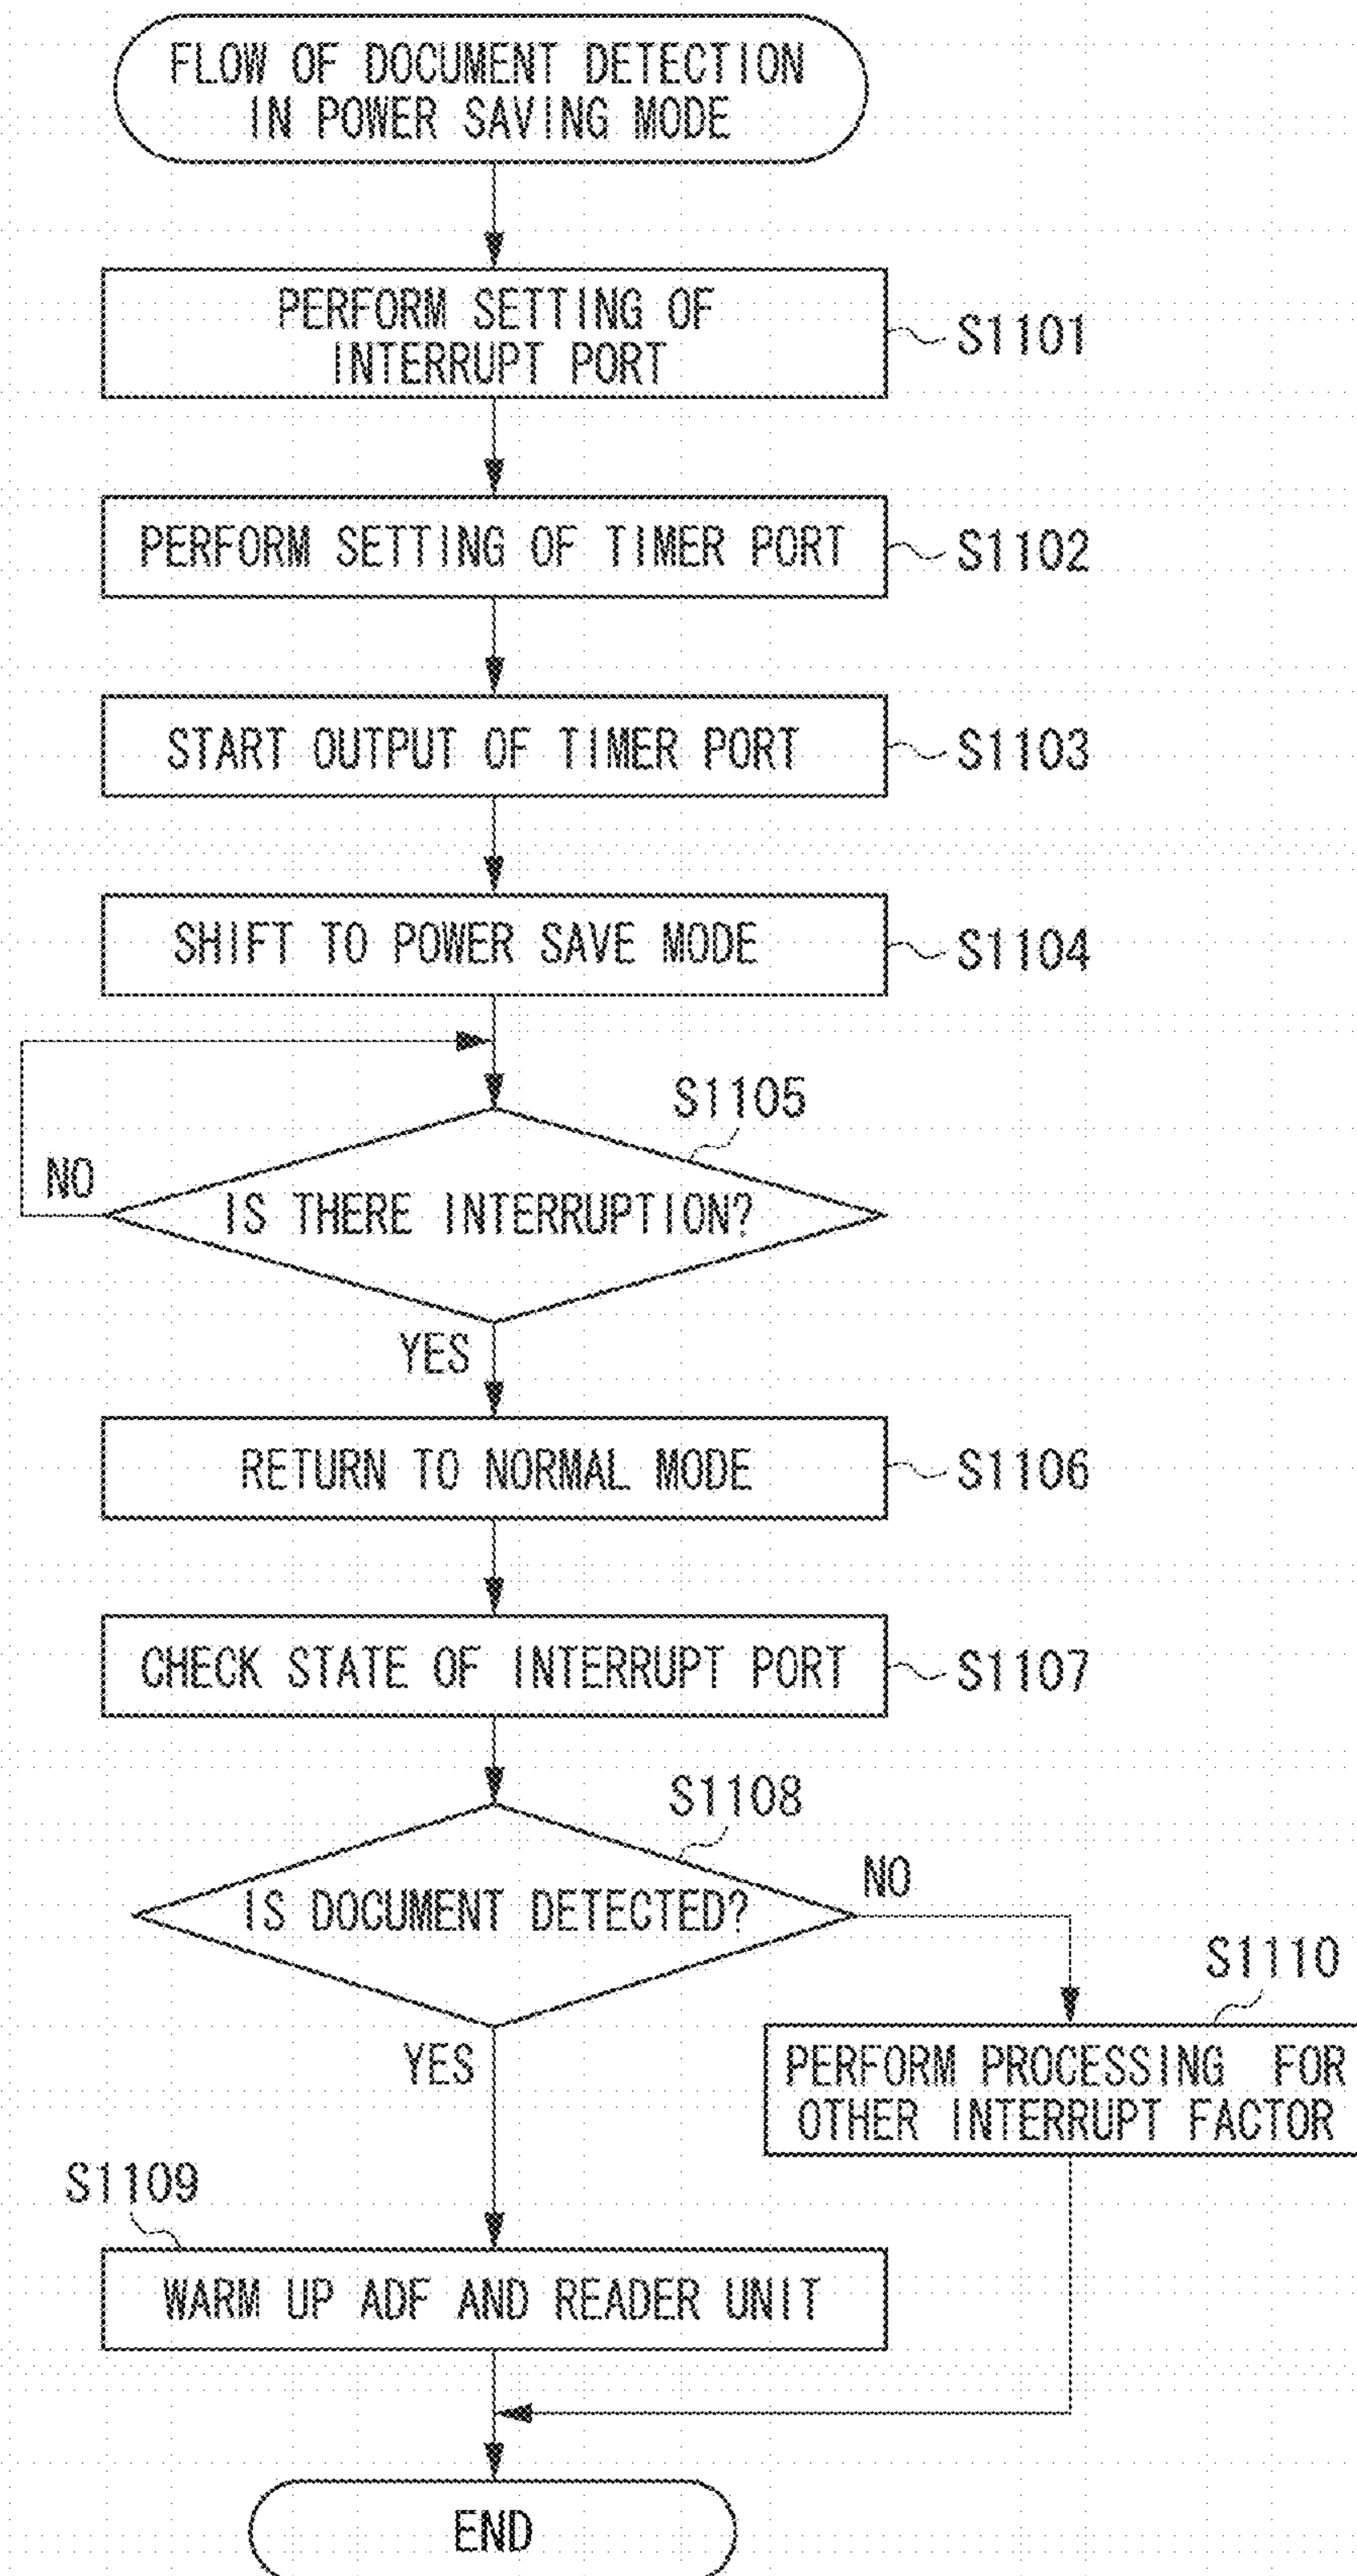 FLOW OF DOCUMENT DETECTION
IN POWER SAVING MODE
PERFORM SETTING OF
INTERRUPT PORT
S1101
PERFORM SETTING OF TIMER PORT
S1102
START OUTPUT OF TIMER PORT
S1103
SHIFT TO POWER SAVE MODE
S1104
S1105
NO
IS THERE INTERRUPTION?
YES
RETURN TO NORMAL MODE
S1106
CHECK STATE OF INTERRUPT PORT
S1107
S1108
NO
IS DOCUMENT DETECTED?
S1110
YES
PERFORM PROCESSING FOR
OTHER INTERRUPT FACTOR
S1109
WARM UP ADF AND READER UNIT
END